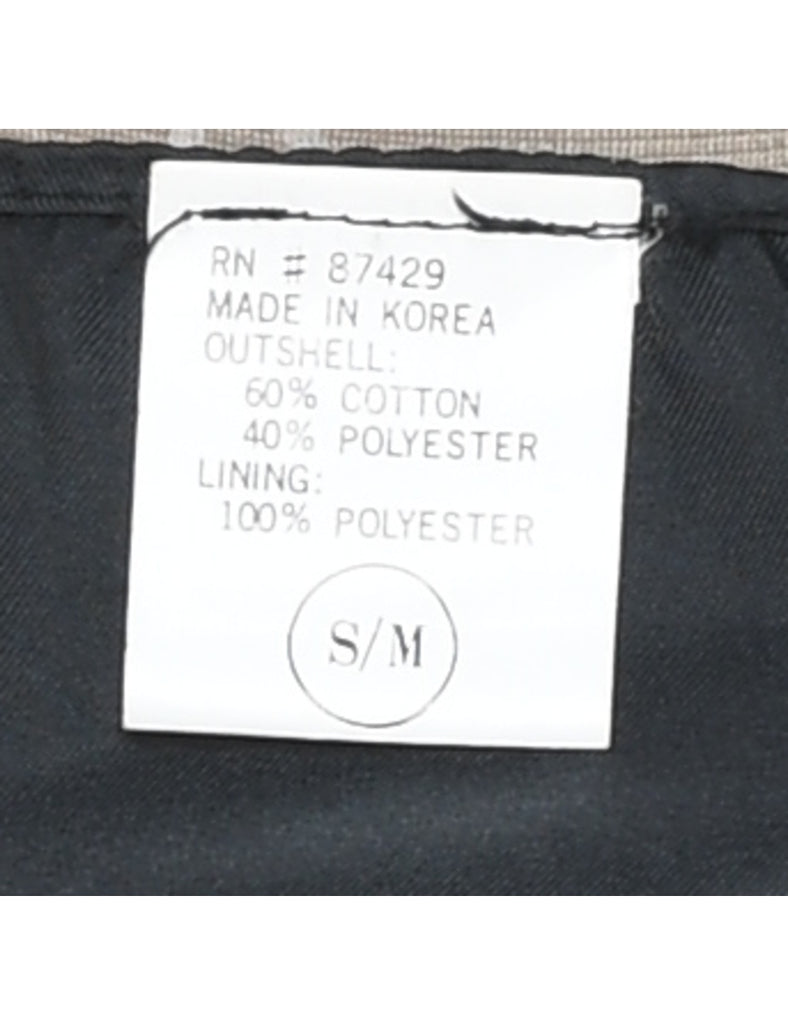 RN # 87429
MADE IN KOREA
OUTSHELL:
60% COTTON
40% POLYESTER
LINING:
100% POLYESTER
S/M